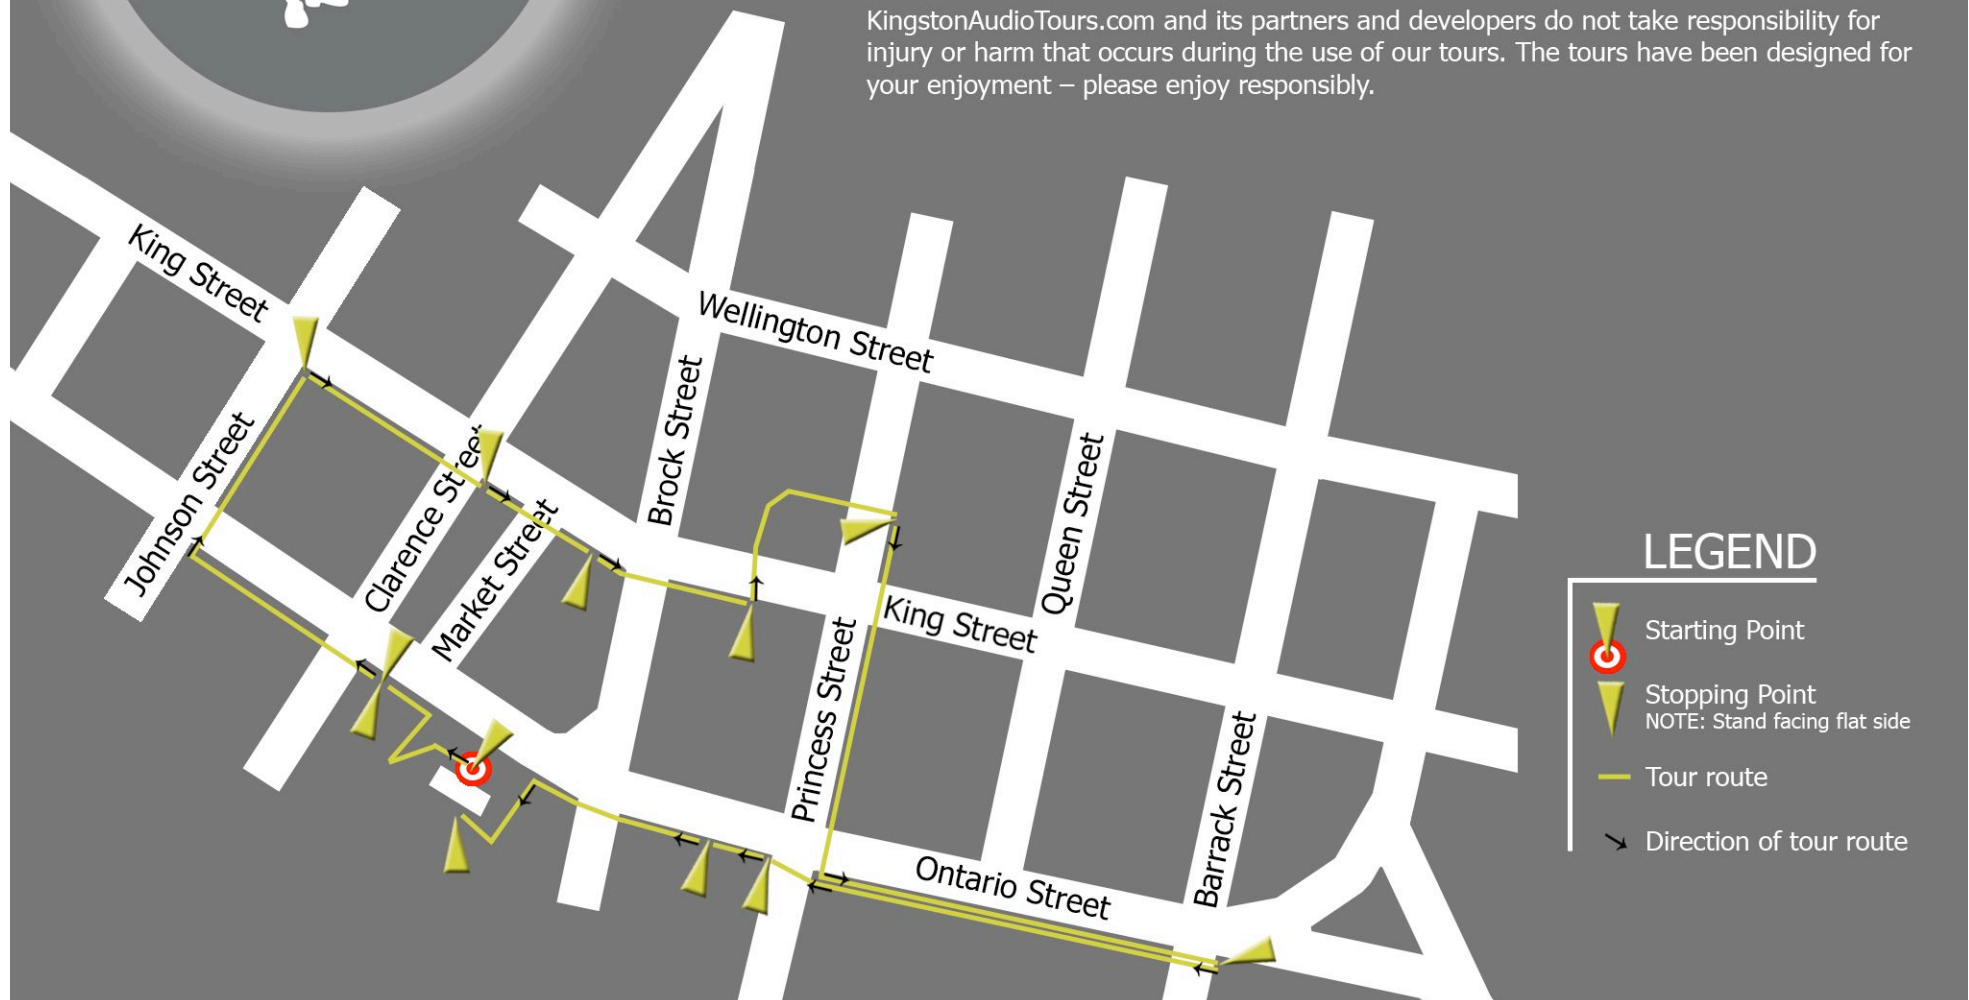 KingstonAudioTours.com and its partners and developers do not take responsibility for
injury or harm that occurs during the use of our tours. The tours have been designed for
your enjoyment – please enjoy responsibly.
King Street
Wellington Street
Brock Street
Johnson Street
Clarence Street
Market Street
Queen Street
King Street
Princess Street
Barrack Street
Ontario Street
LEGEND
Starting Point
Stopping Point
NOTE: Stand facing flat side
Tour route
Direction of tour route